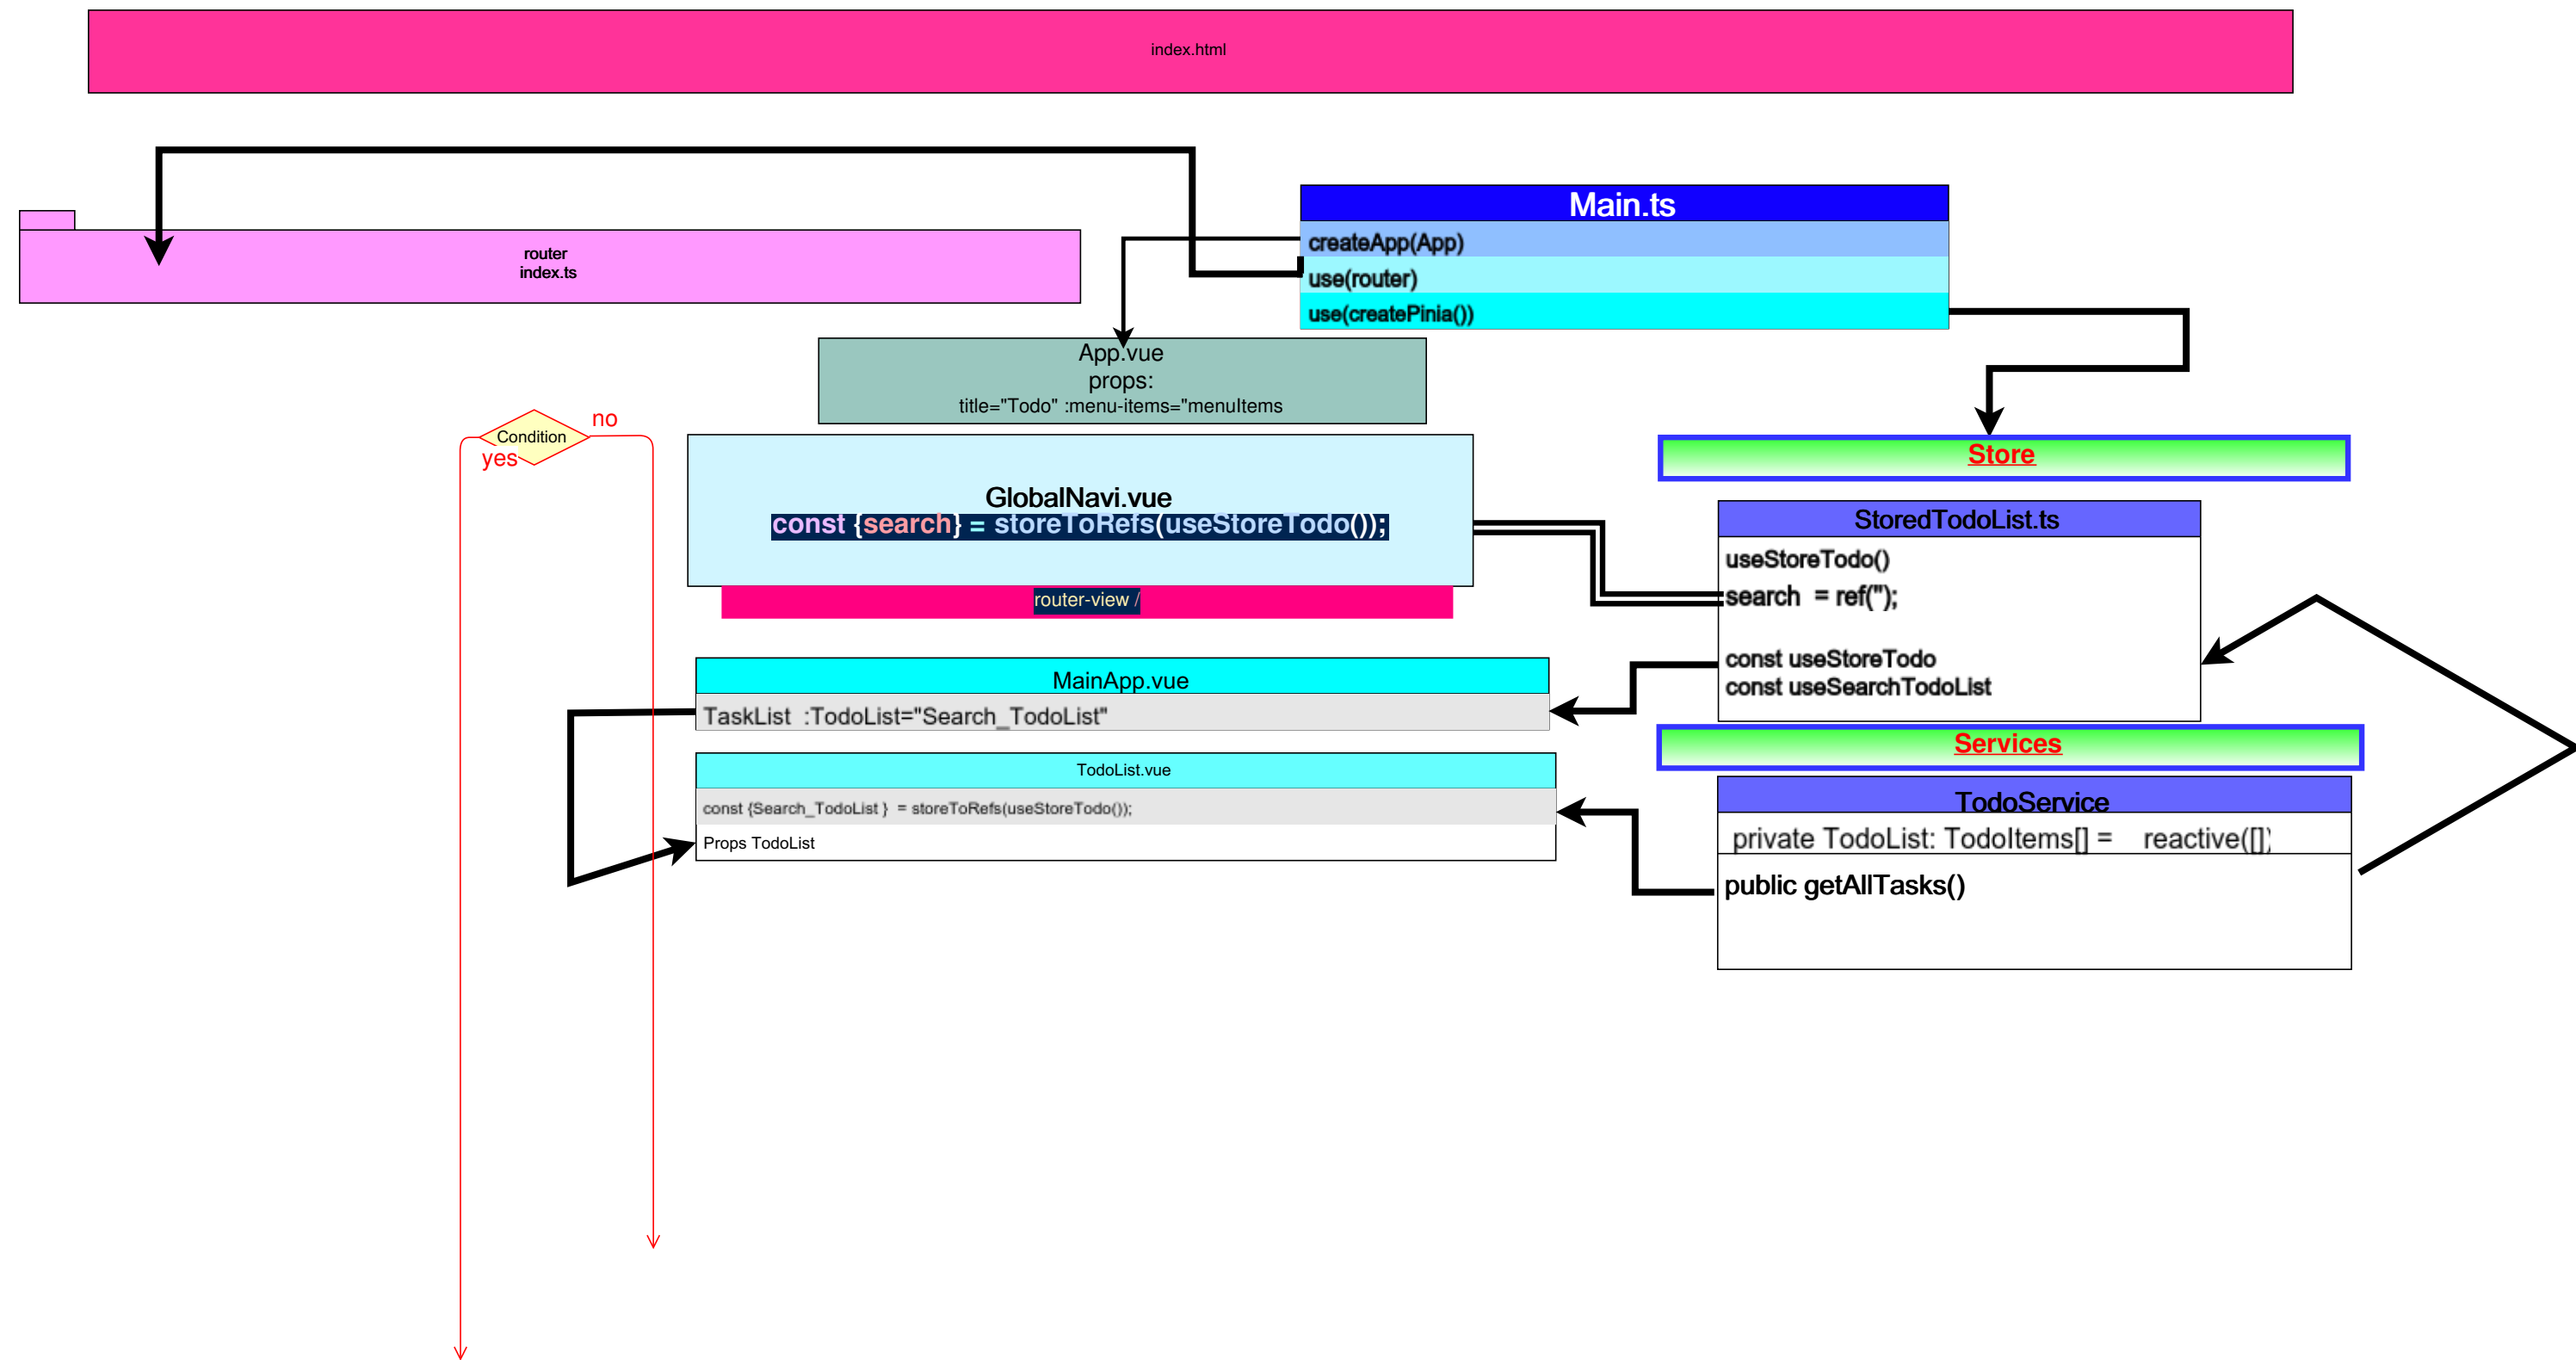 index.html
Main.ts
createApp(App)
use(router)
use(createPinia())
router
index.ts
App.vue
props:
title="Todo" :menu-items="menuItems
Condition
no
yes
Store
GlobalNavi.vue
const {search} = storeToRefs(useStoreTodo());
router-view /
StoredTodoList.ts
useStoreTodo()
search = ref('');
const useStoreTodo
const useSearchTodoList
MainApp.vue
TaskList :TodoList="Search_TodoList"
Services
TodoList.vue
const {Search_TodoList } = storeToRefs(useStoreTodo());
Props TodoList
TodoService
private TodoList: TodoItems[] = reactive([])
public getAllTasks()